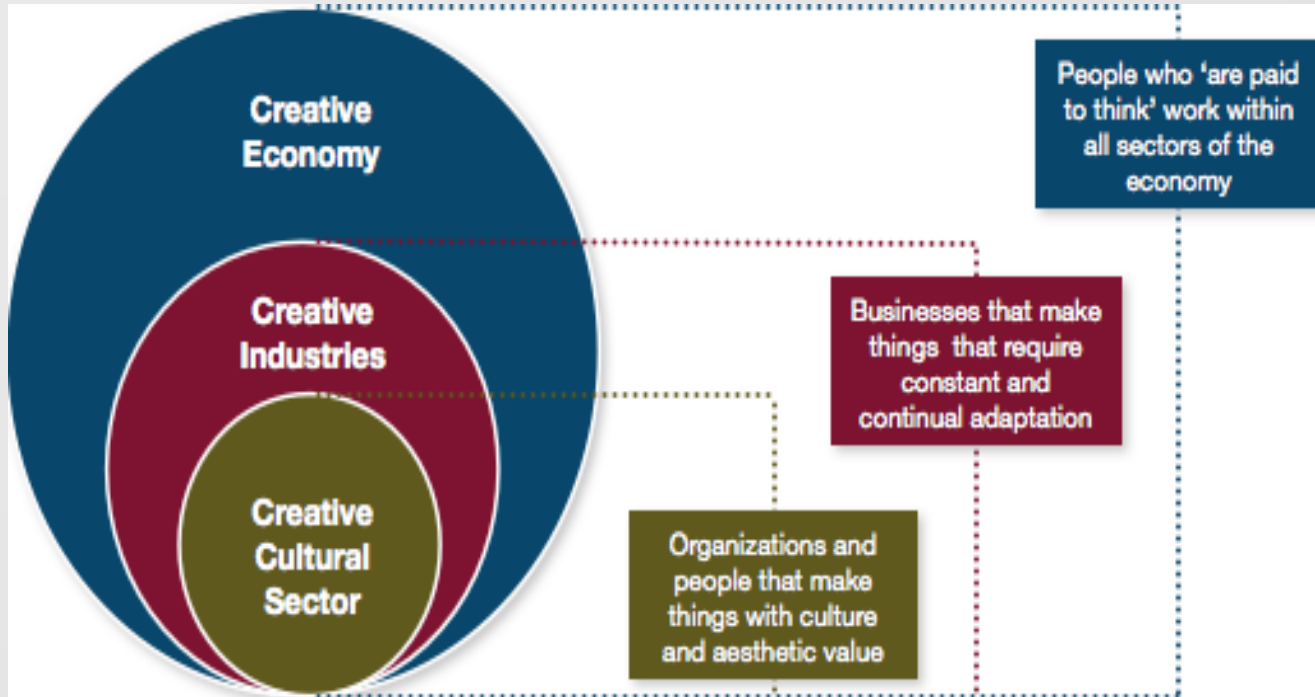 Creative
Economy
People who ‘are paid
to think’ work within
all sectors of the
economy
Creative
Industries
Businesses that make
things that require
constant and
continual adaptation
Creative
Cultural
Sector
Organizations and
people that make
things with culture
and aesthetic value